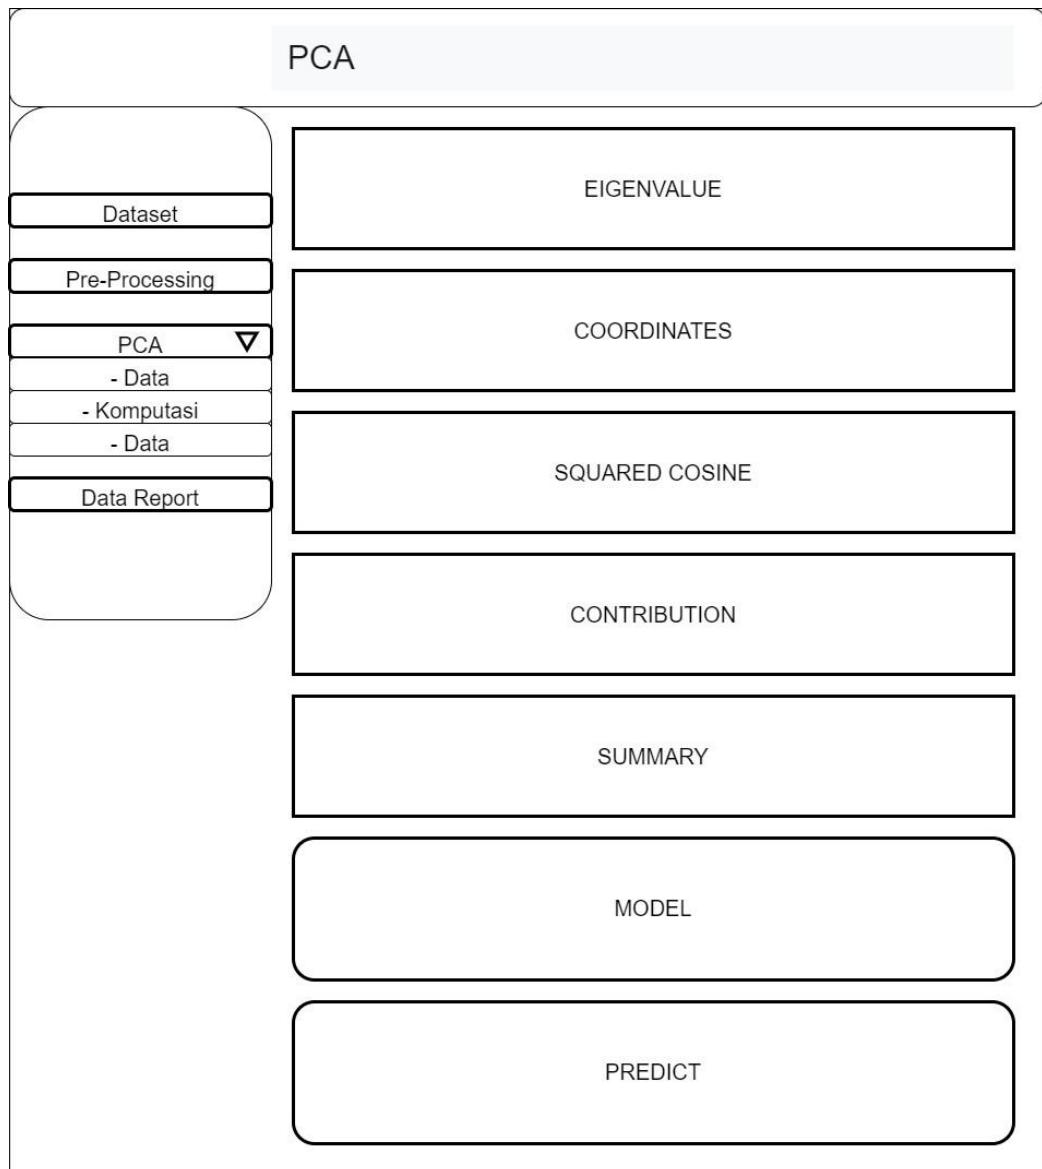 PCA
Dataset
Pre-Processing
PCA
- Data
- Komputasi
- Data
Data Report
EIGENVALUE
COORDINATES
SQUARED COSINE
CONTRIBUTION
SUMMARY
MODEL
PREDICT